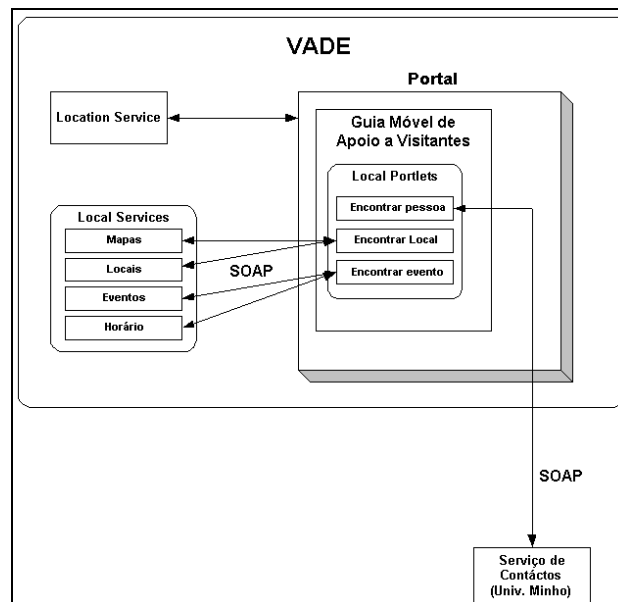 VADE
Portal
Location Service
Guia Móvel de
Apoio a Visitantes
Local Portlets
Encontrar pessoa
Encontrar Local
Encontrar evento
Local Services
Mapas
Locais
Eventos
Horário
SOAP
SOAP
Serviço de
Contáctos
(Univ. Minho)